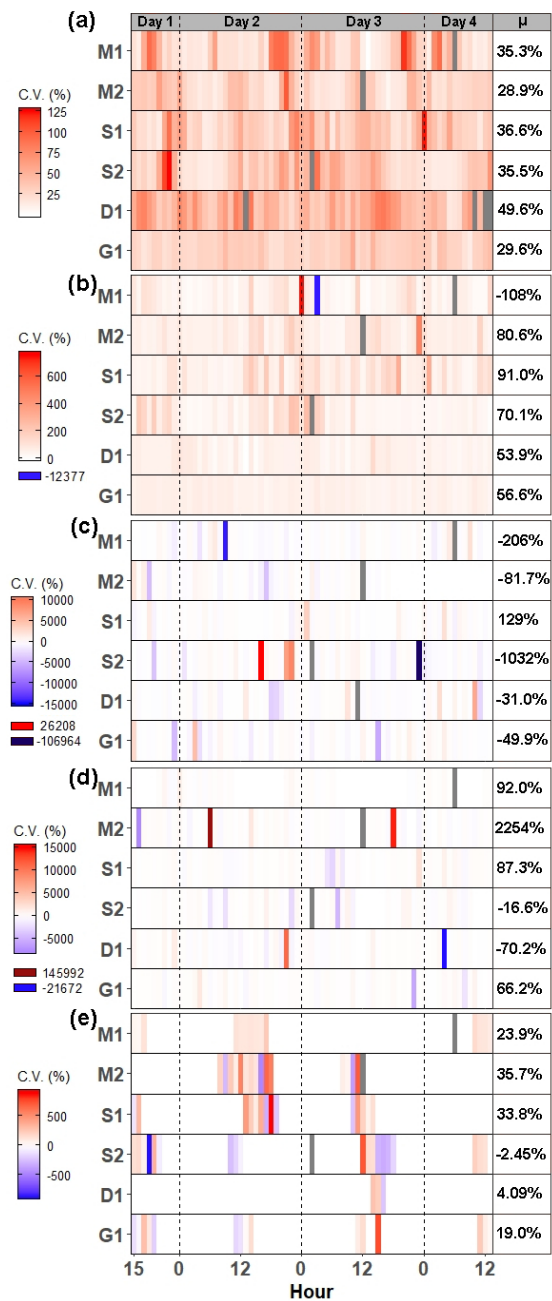 (a) Day 1 Day 2 Day 3 Day 4 µ
M1 35.3%
M2 28.9%
S1 36.6%
S2 35.5%
D1 49.6%
G1 29.6%
C.V. (%)
125
100
75
50
25
(b)
M1 -108%
M2 80.6%
S1 91.0%
S2 70.1%
D1 53.9%
G1 56.6%
C.V. (%)
600
400
200
0
-12377
(c)
M1 -206%
M2 -81.7%
S1 129%
S2 -1032%
D1 -31.0%
G1 -49.9%
C.V. (%)
10000
5000
0
-5000
-10000
-15000
26208
-106964
(d)
M1 92.0%
M2 2254%
S1 87.3%
S2 -16.6%
D1 -70.2%
G1 66.2%
C.V. (%)
15000
10000
5000
0
-5000
145992
-21672
(e)
M1 23.9%
M2 35.7%
S1 33.8%
S2 -2.45%
D1 4.09%
G1 19.0%
C.V. (%)
500
0
-500
15 0 12 0 12 0 12
Hour